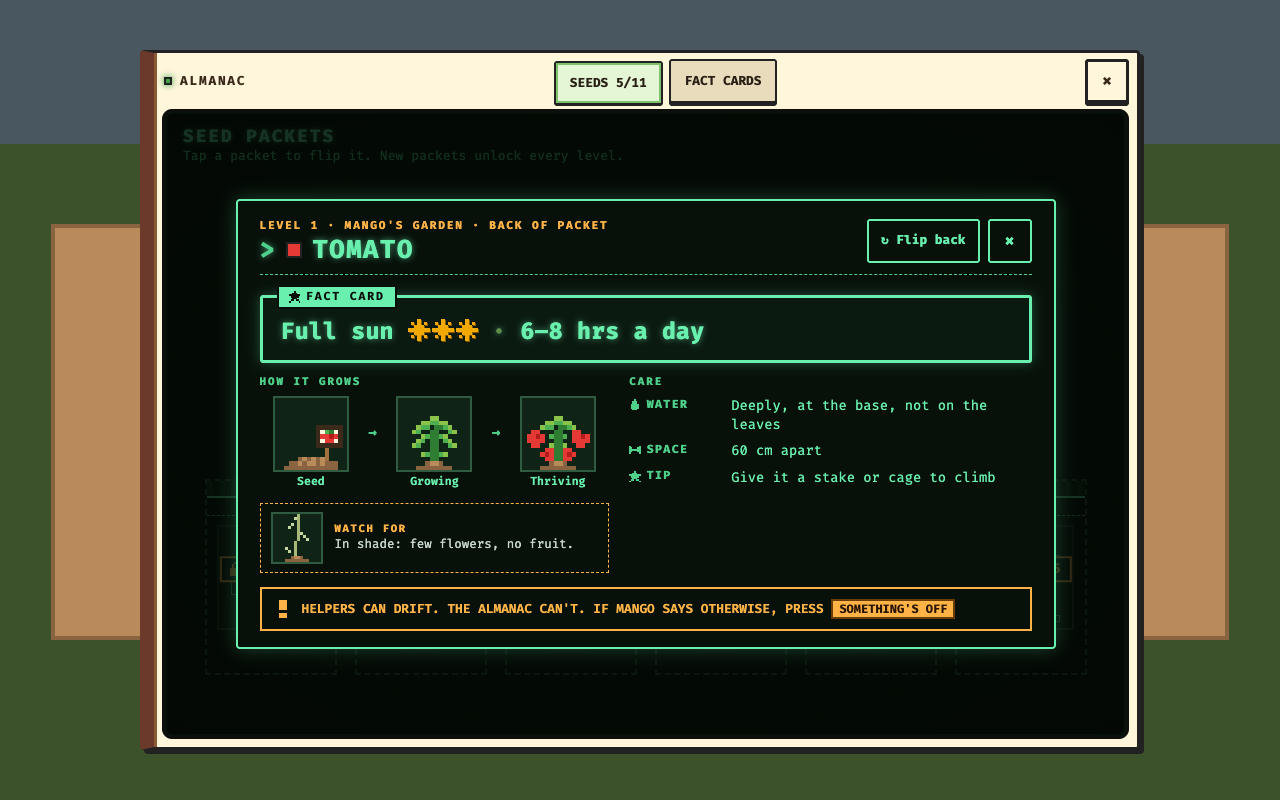 ALMANAC
SEEDS 5/11
FACT CARDS
✖
SEED PACKETS
Tap a packet to flip it. New packets unlock every level.
LEVEL 1 · MANGO'S GARDEN · BACK OF PACKET
> TOMATO
↻ Flip back
✖
FACT CARD
Full sun · 6–8 hrs a day
HOW IT GROWS
→
→
Seed
Growing
Thriving
WATCH FOR
In shade: few flowers, no fruit.
CARE
WATER
Deeply, at the base, not on the
leaves
SPACE
60 cm apart
TIP
Give it a stake or cage to climb
HELPERS CAN DRIFT. THE ALMANAC CAN'T. IF MANGO SAYS OTHERWISE, PRESS SOMETHING'S OFF